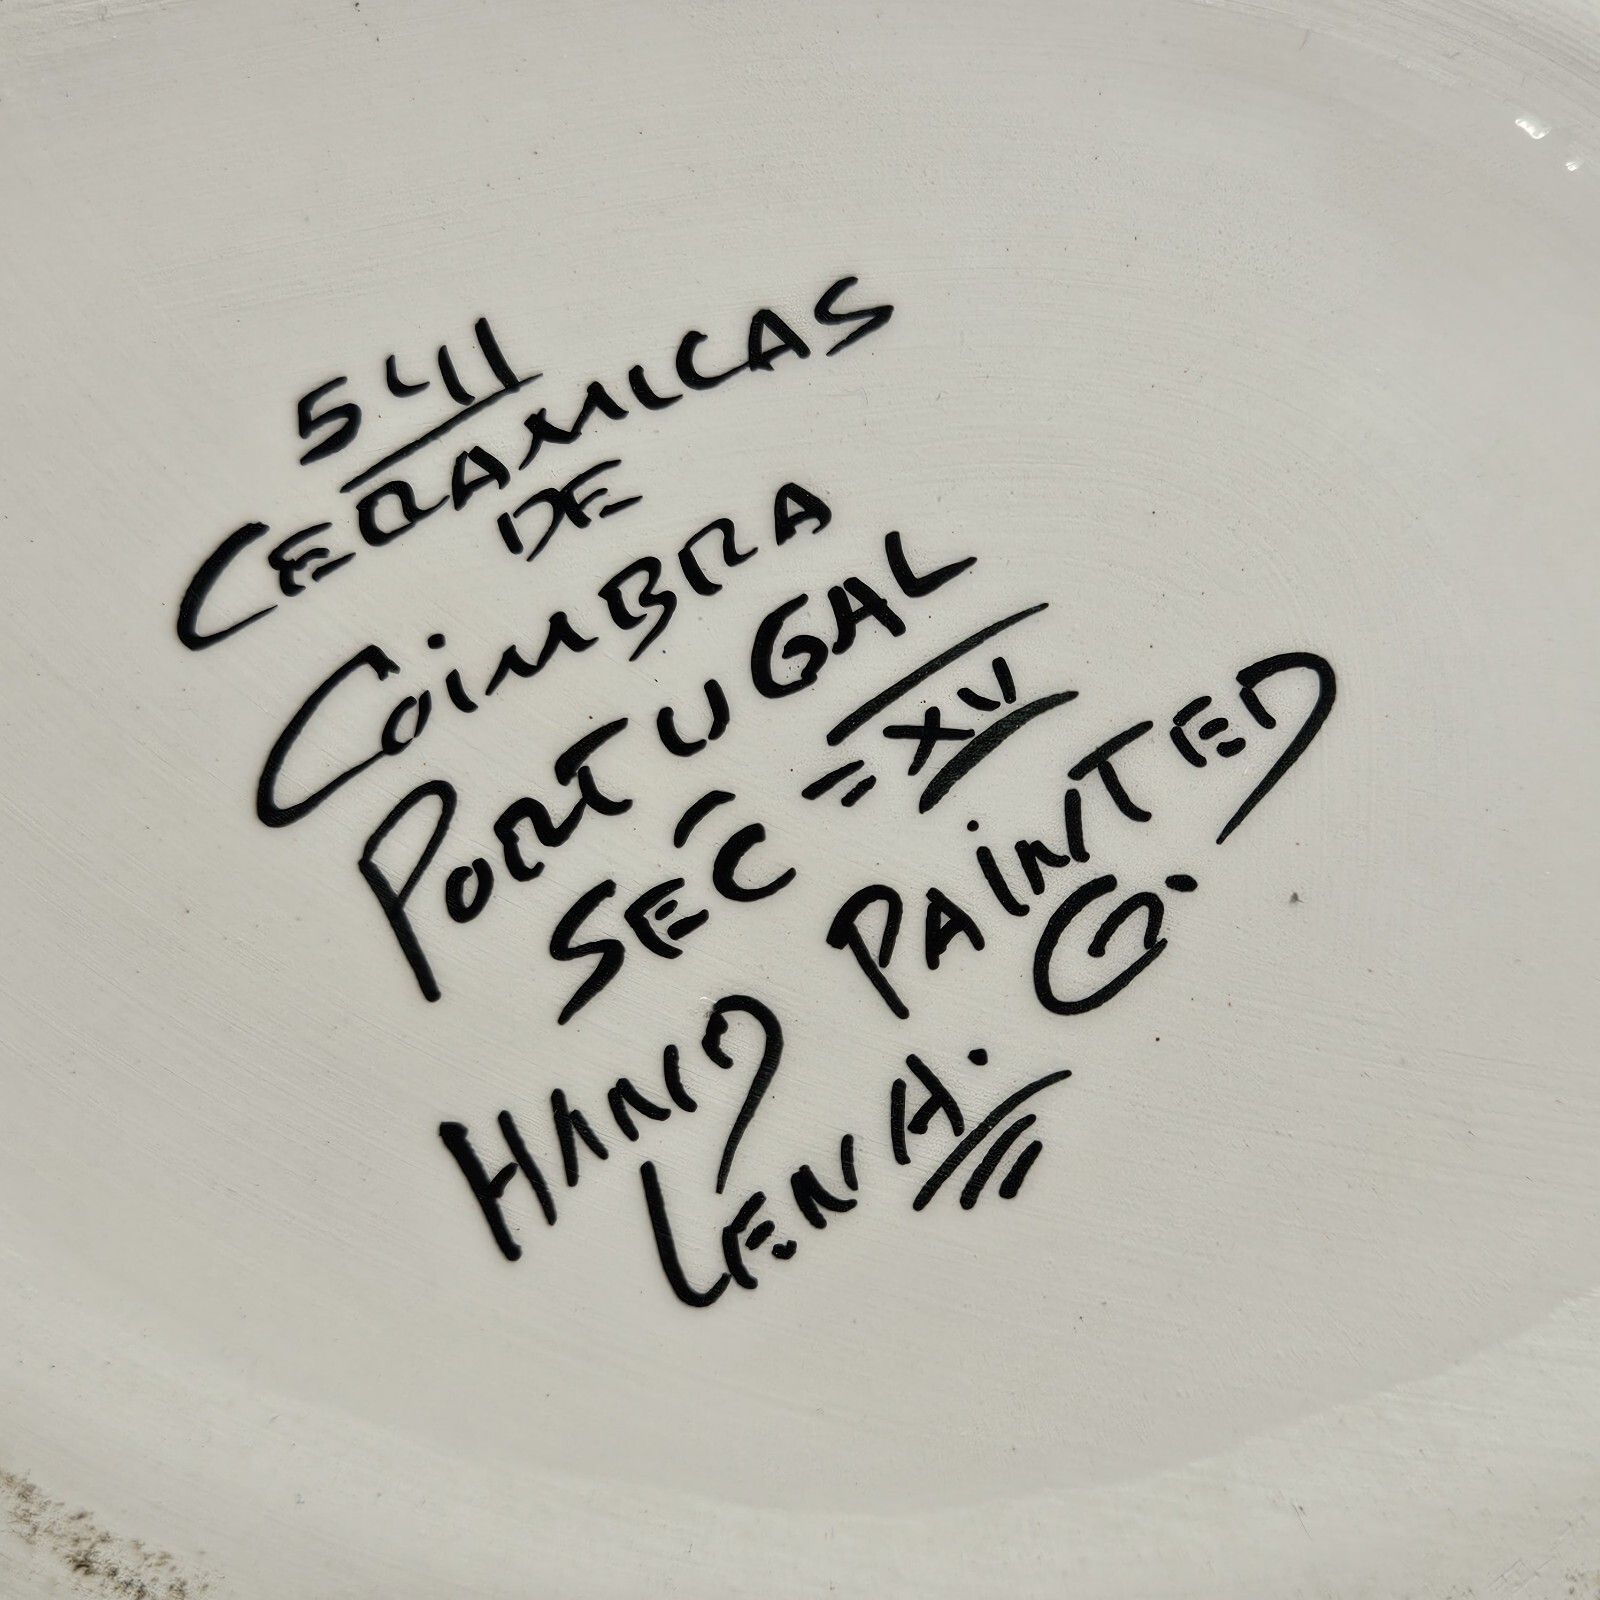 541
CERAMICAS
DE
COiMBRA
PORTUGAL
SEC = XV
HAND PAINTED
LENA. G.